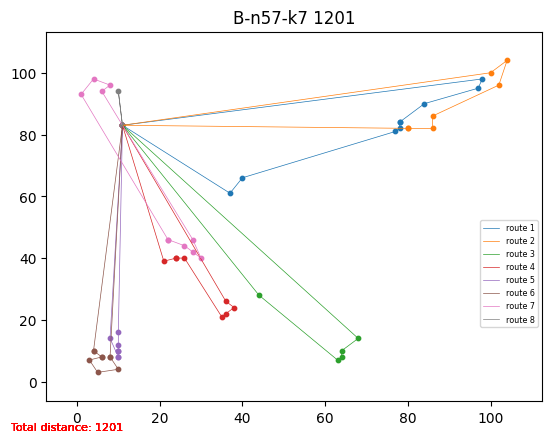 B-n57-k7 1201
100
80
60
40
20
0
0
20
40
60
80
100
route 1
route 2
route 3
route 4
route 5
route 6
route 7
route 8
Total distance: 1201